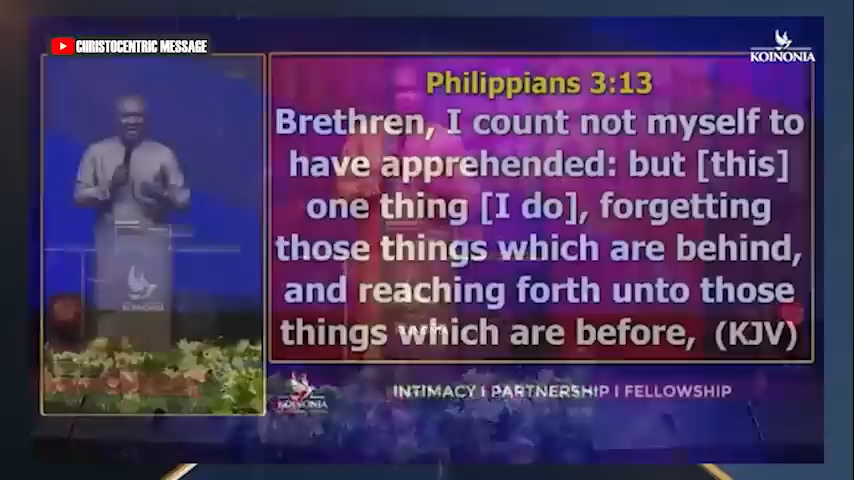 CHRISTOCENTRIC MESSAGE
KOINONIA
Philippians 3:13
Brethren, I count not myself to
have apprehended: but [this]
one thing [I do], forgetting
those things which are behind,
and reaching forth unto those
things which are before, (KJV)
KOINONIA
KOINONIA
INTIMACY I PARTNERSHIP I FELLOWSHIP